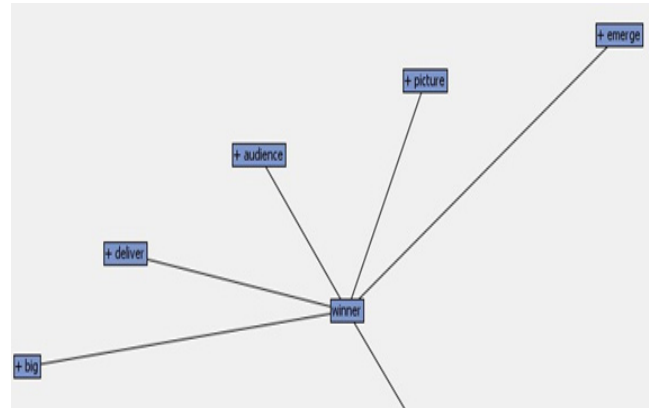 + emerge
+ picture
+ audience
+ deliver
winner
+ big